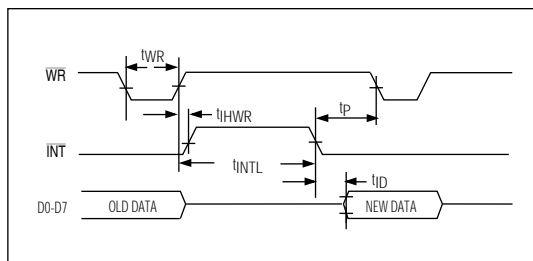 tWR
WR
tIHWR
tP
INT
tINTL
tID
D0-D7 OLD DATA NEW DATA